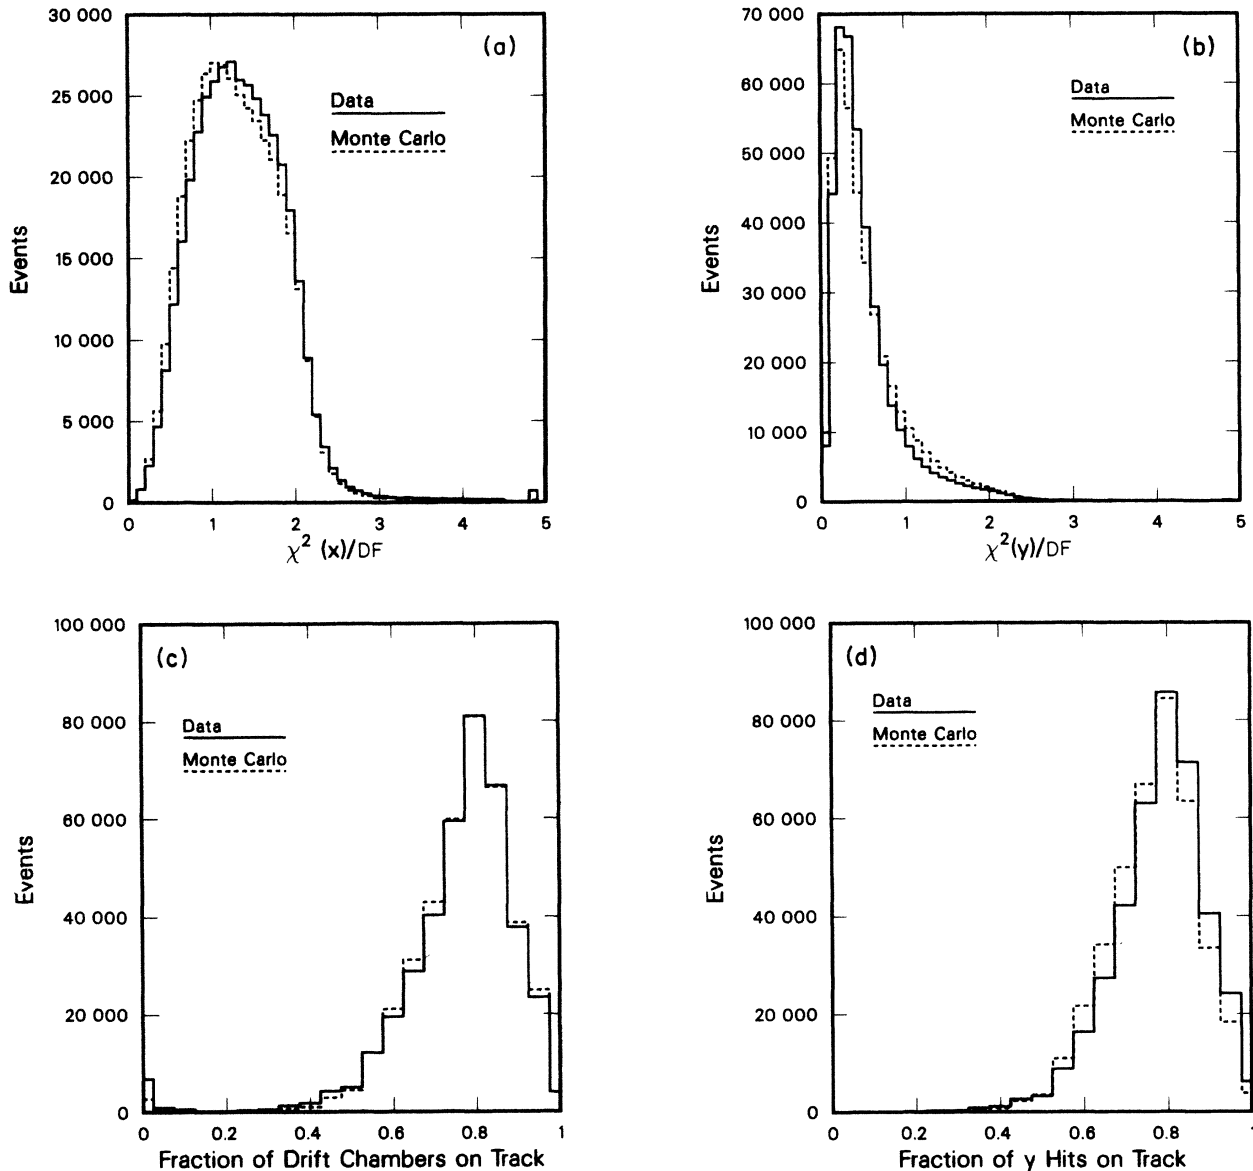 (a)
30 000
25 000
20 000
15 000
10 000
5 000
0
Events
Data
Monte Carlo
0 1 2 3 4 5
χ² (x)/DF
(b)
70 000
60 000
50 000
40 000
30 000
20 000
10 000
0
Events
Data
Monte Carlo
0 1 2 3 4 5
χ²(y)/DF
(c)
100 000
80 000
60 000
40 000
20 000
0
Events
Data
Monte Carlo
0 0.2 0.4 0.6 0.8 1
Fraction of Drift Chambers on Track
(d)
100 000
80 000
60 000
40 000
20 000
0
Events
Data
Monte Carlo
0 0.2 0.4 0.6 0.8 1
Fraction of y Hits on Track